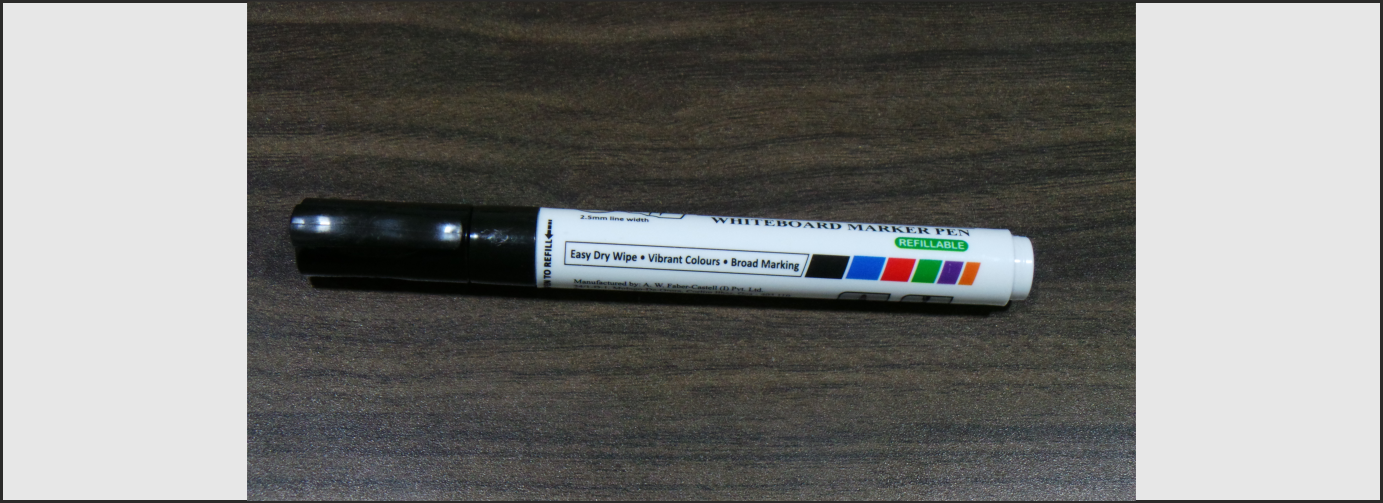 2.5mm line width
WHITEBOARD MARKER PEN
REFILLABLE
TO REFILL
Easy Dry Wipe • Vibrant Colours • Broad Marking
Manufactured by: A. W. Faber-Castell (I) Pvt. Ltd